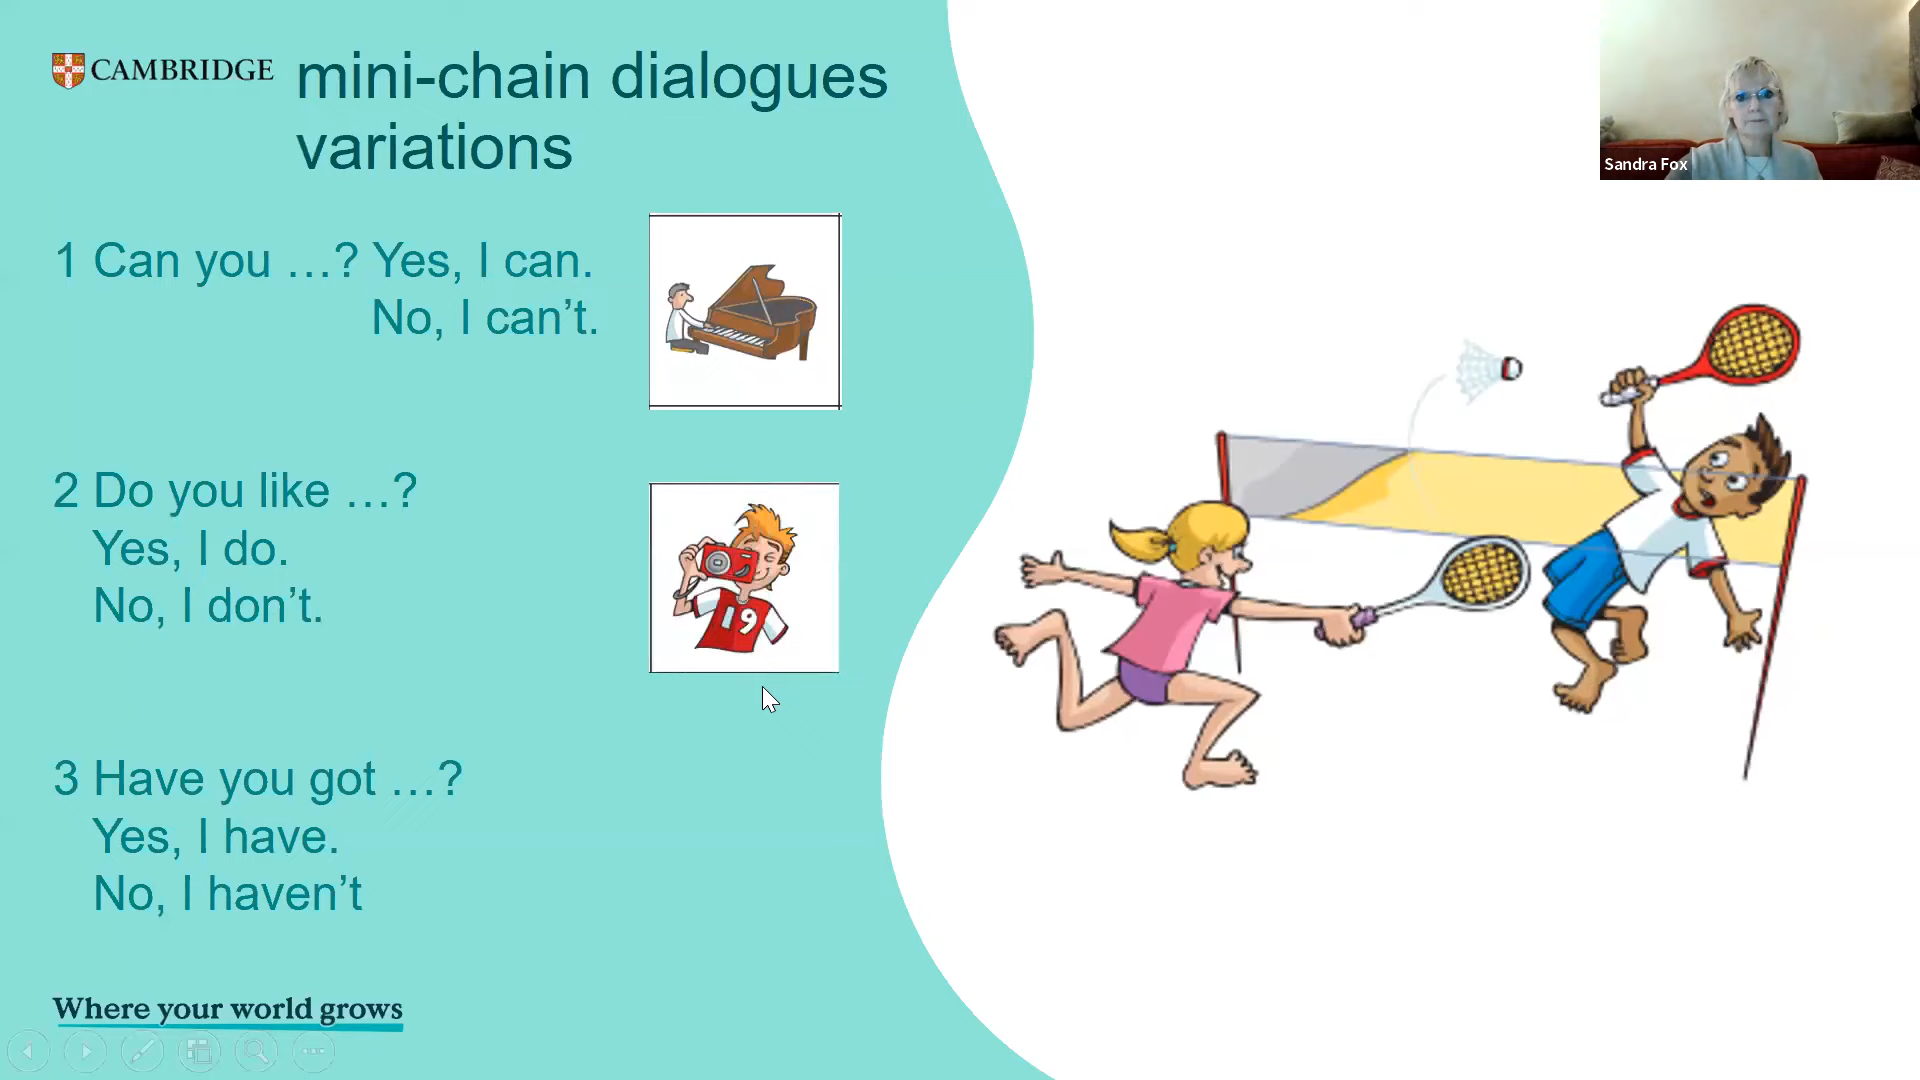 CAMBRIDGE
mini-chain dialogues
variations
Sandra Fox
1 Can you …? Yes, I can.
No, I can’t.
2 Do you like …?
Yes, I do.
No, I don’t.
19
3 Have you got …?
Yes, I have.
No, I haven’t
Where your world grows